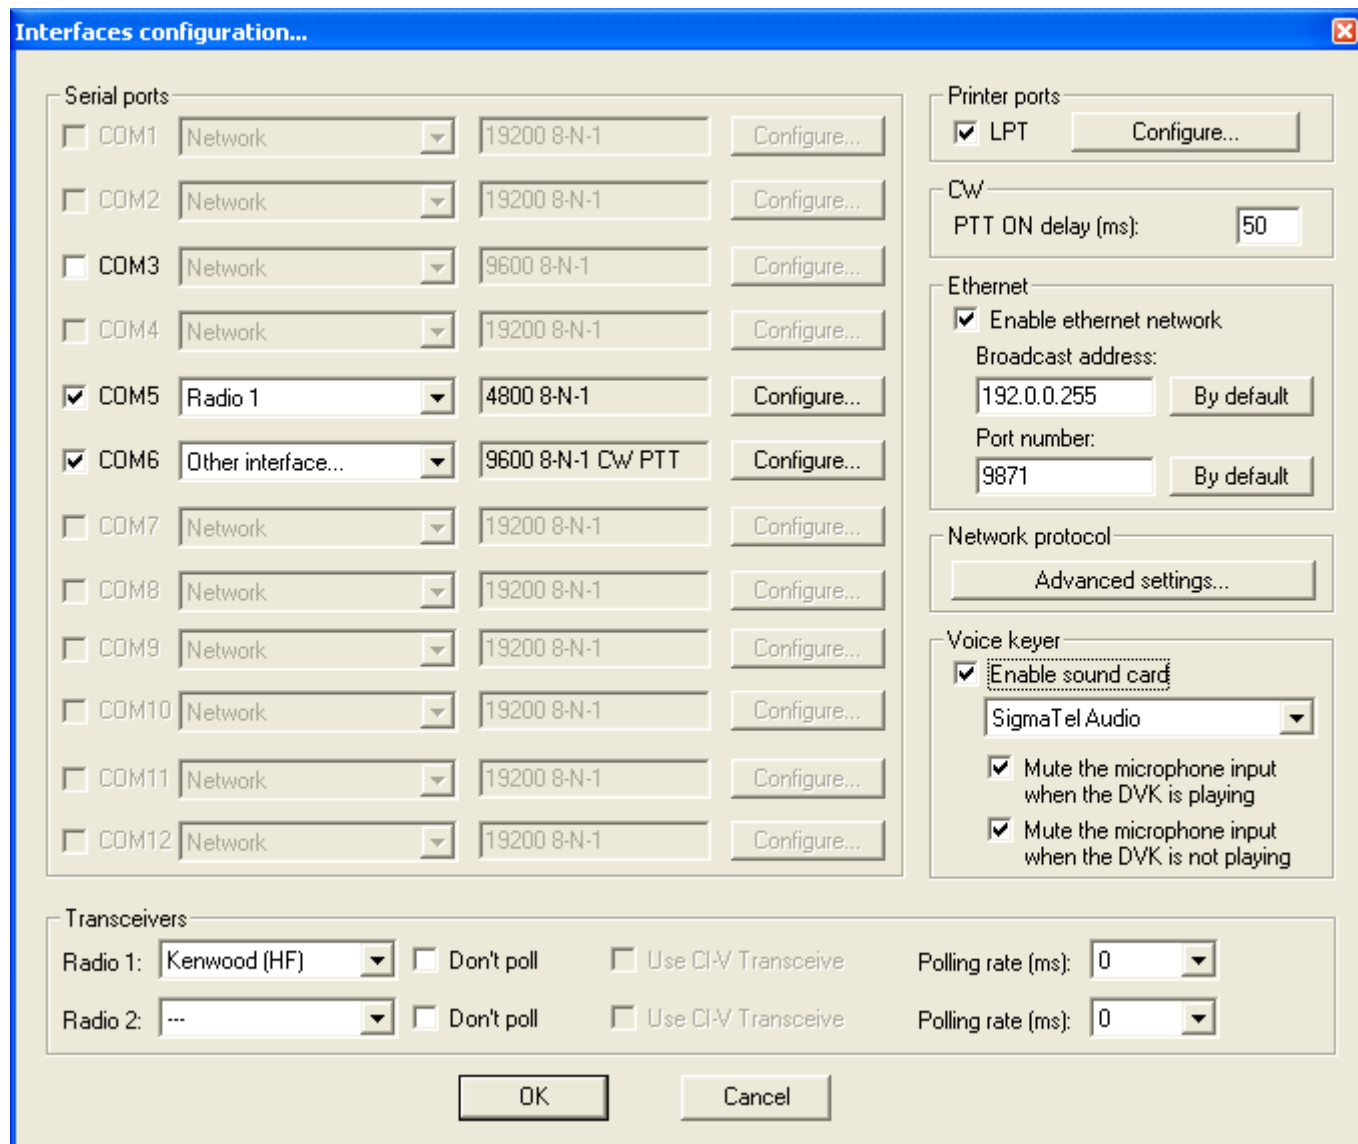 Interfaces configuration...
Serial ports
COM1 Network 19200 8-N-1 Configure...
COM2 Network 19200 8-N-1 Configure...
COM3 Network 9600 8-N-1 Configure...
COM4 Network 19200 8-N-1 Configure...
COM5 Radio 1 4800 8-N-1 Configure...
COM6 Other interface... 9600 8-N-1 CW PTT Configure...
COM7 Network 19200 8-N-1 Configure...
COM8 Network 19200 8-N-1 Configure...
COM9 Network 19200 8-N-1 Configure...
COM10 Network 19200 8-N-1 Configure...
COM11 Network 19200 8-N-1 Configure...
COM12 Network 19200 8-N-1 Configure...
Printer ports
LPT Configure...
CW
PTT ON delay (ms): 50
Ethernet
Enable ethernet network
Broadcast address:
192.0.0.255 By default
Port number:
9871 By default
Network protocol
Advanced settings...
Voice keyer
Enable sound card
SigmaTel Audio
Mute the microphone input
when the DVK is playing
Mute the microphone input
when the DVK is not playing
Transceivers
Radio 1: Kenwood (HF) Don't poll Use CI-V Transceive Polling rate (ms): 0
Radio 2: --- Don't poll Use CI-V Transceive Polling rate (ms): 0
OK Cancel